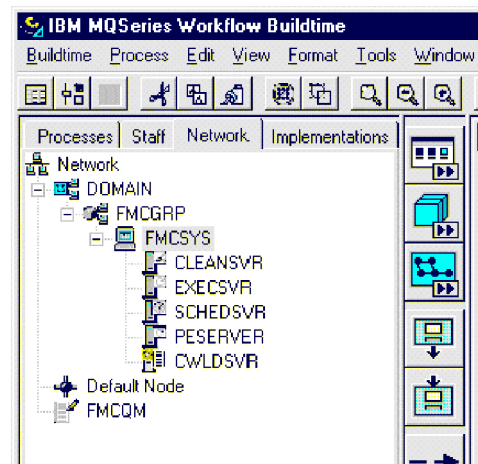 IBM MQSeries Workflow Buildtime
Buildtime Process Edit View Format Tools Window
Processes Staff Network Implementations
Network
DOMAIN
FMCGRP
FMCSYS
CLEANSVR
EXECSVR
SCHEDSVR
PESERVER
CWLDSVR
Default Node
FMCQM